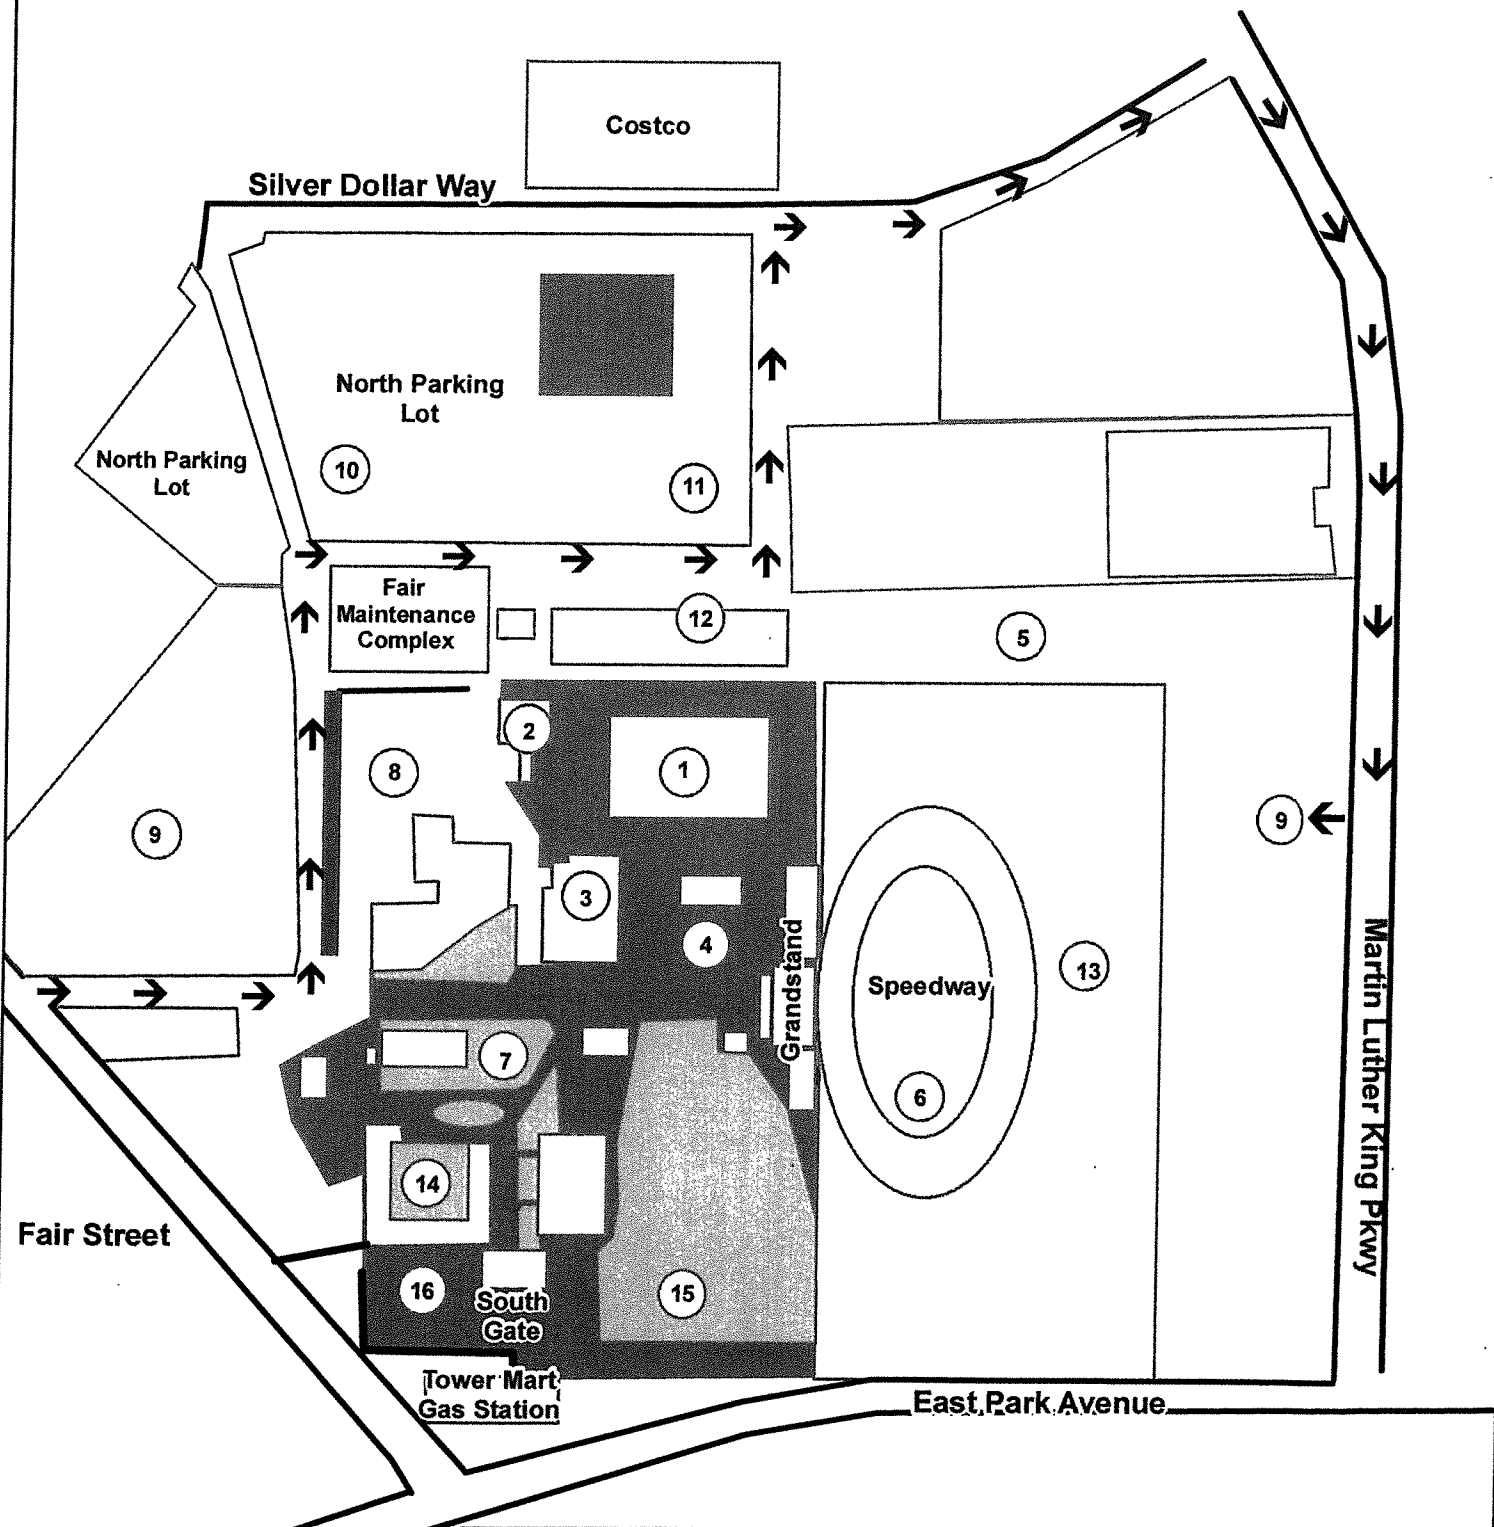 Costco
Silver Dollar Way
North Parking
Lot
North Parking
Lot
10
11
Fair
Maintenance
Complex
12
5
2
1
8
9
9
3
4
Grandstand
Speedway
13
7
6
14
Martin Luther King Pkwy
Fair Street
16
15
South
Gate
Tower Mart
Gas Station
East Park Avenue